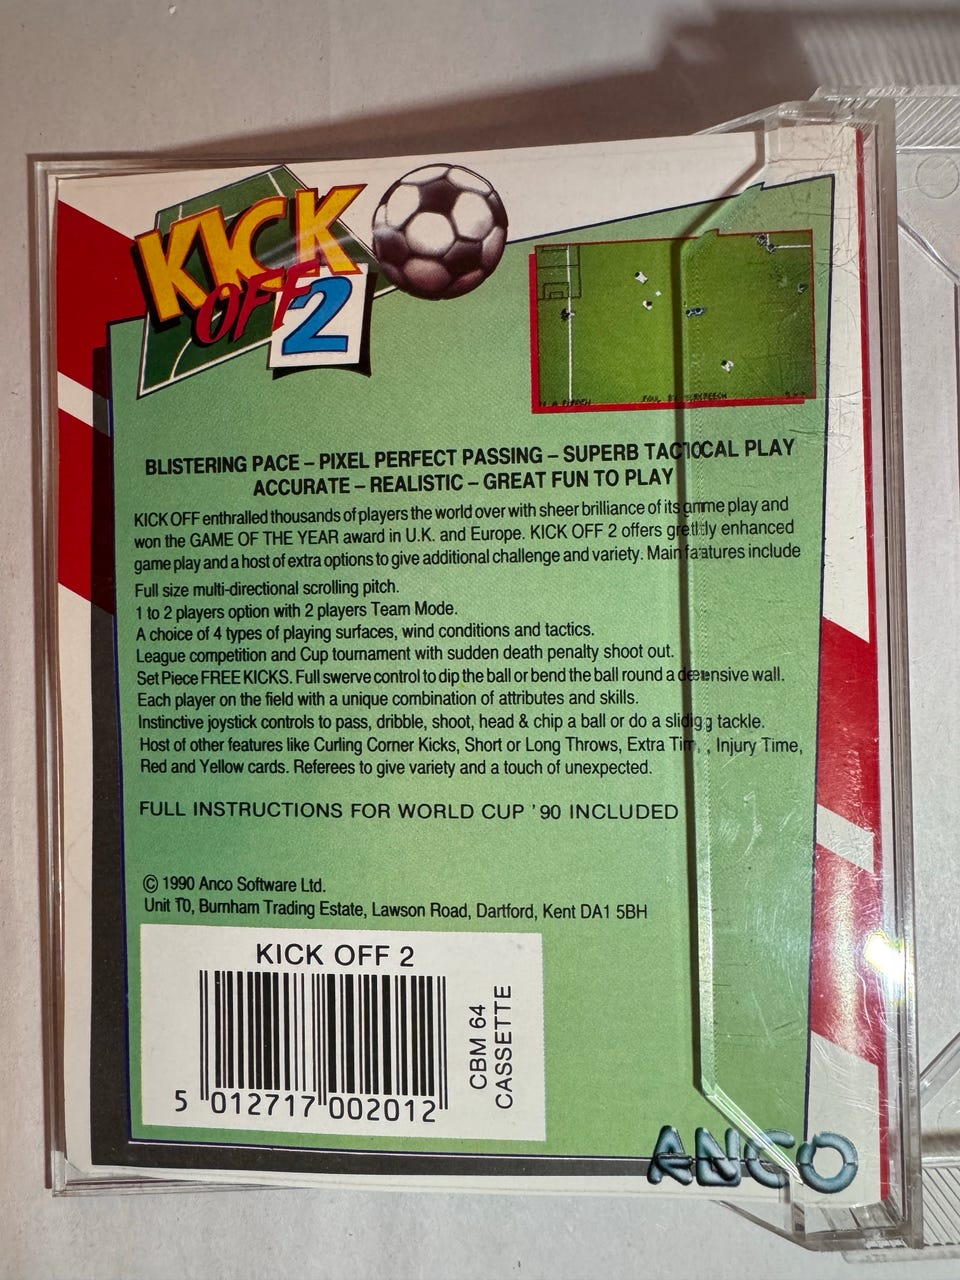 KICK
OFF 2
FOUL BY
BLISTERING PACE – PIXEL PERFECT PASSING – SUPERB TACTICAL PLAY
ACCURATE – REALISTIC – GREAT FUN TO PLAY
KICK OFF enthralled thousands of players the world over with sheer brilliance of its game play and
won the GAME OF THE YEAR award in U.K. and Europe. KICK OFF 2 offers greatly enhanced
game play and a host of extra options to give additional challenge and variety. Main features include
Full size multi-directional scrolling pitch.
1 to 2 players option with 2 players Team Mode.
A choice of 4 types of playing surfaces, wind conditions and tactics.
League competition and Cup tournament with sudden death penalty shoot out.
Set Piece FREE KICKS. Full swerve control to dip the ball or bend the ball round a defensive wall.
Each player on the field with a unique combination of attributes and skills.
Instinctive joystick controls to pass, dribble, shoot, head & chip a ball or do a sliding tackle.
Host of other features like Curling Corner Kicks, Short or Long Throws, Extra Time, Injury Time,
Red and Yellow cards. Referees to give variety and a touch of unexpected.
FULL INSTRUCTIONS FOR WORLD CUP '90 INCLUDED
© 1990 Anco Software Ltd.
Unit 10, Burnham Trading Estate, Lawson Road, Dartford, Kent DA1 5BH
KICK OFF 2
5 012717 002012
CBM 64
CASSETTE
ANCO